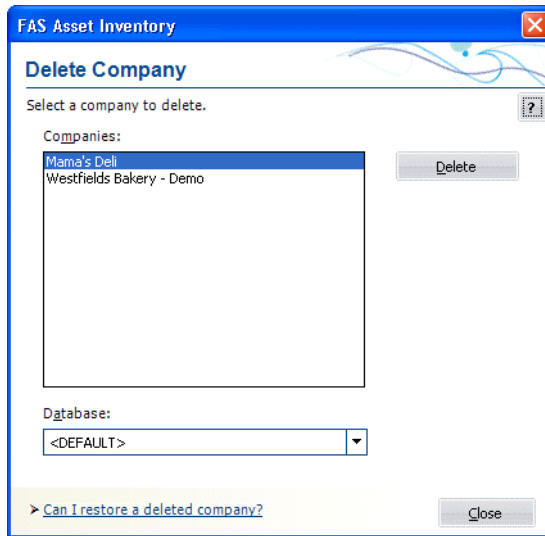 FAS Asset Inventory
Delete Company
Select a company to delete.
?
Companies:
Mama's Deli
Delete
Westfields Bakery - Demo
Database:
<DEFAULT>
Can I restore a deleted company?
Close